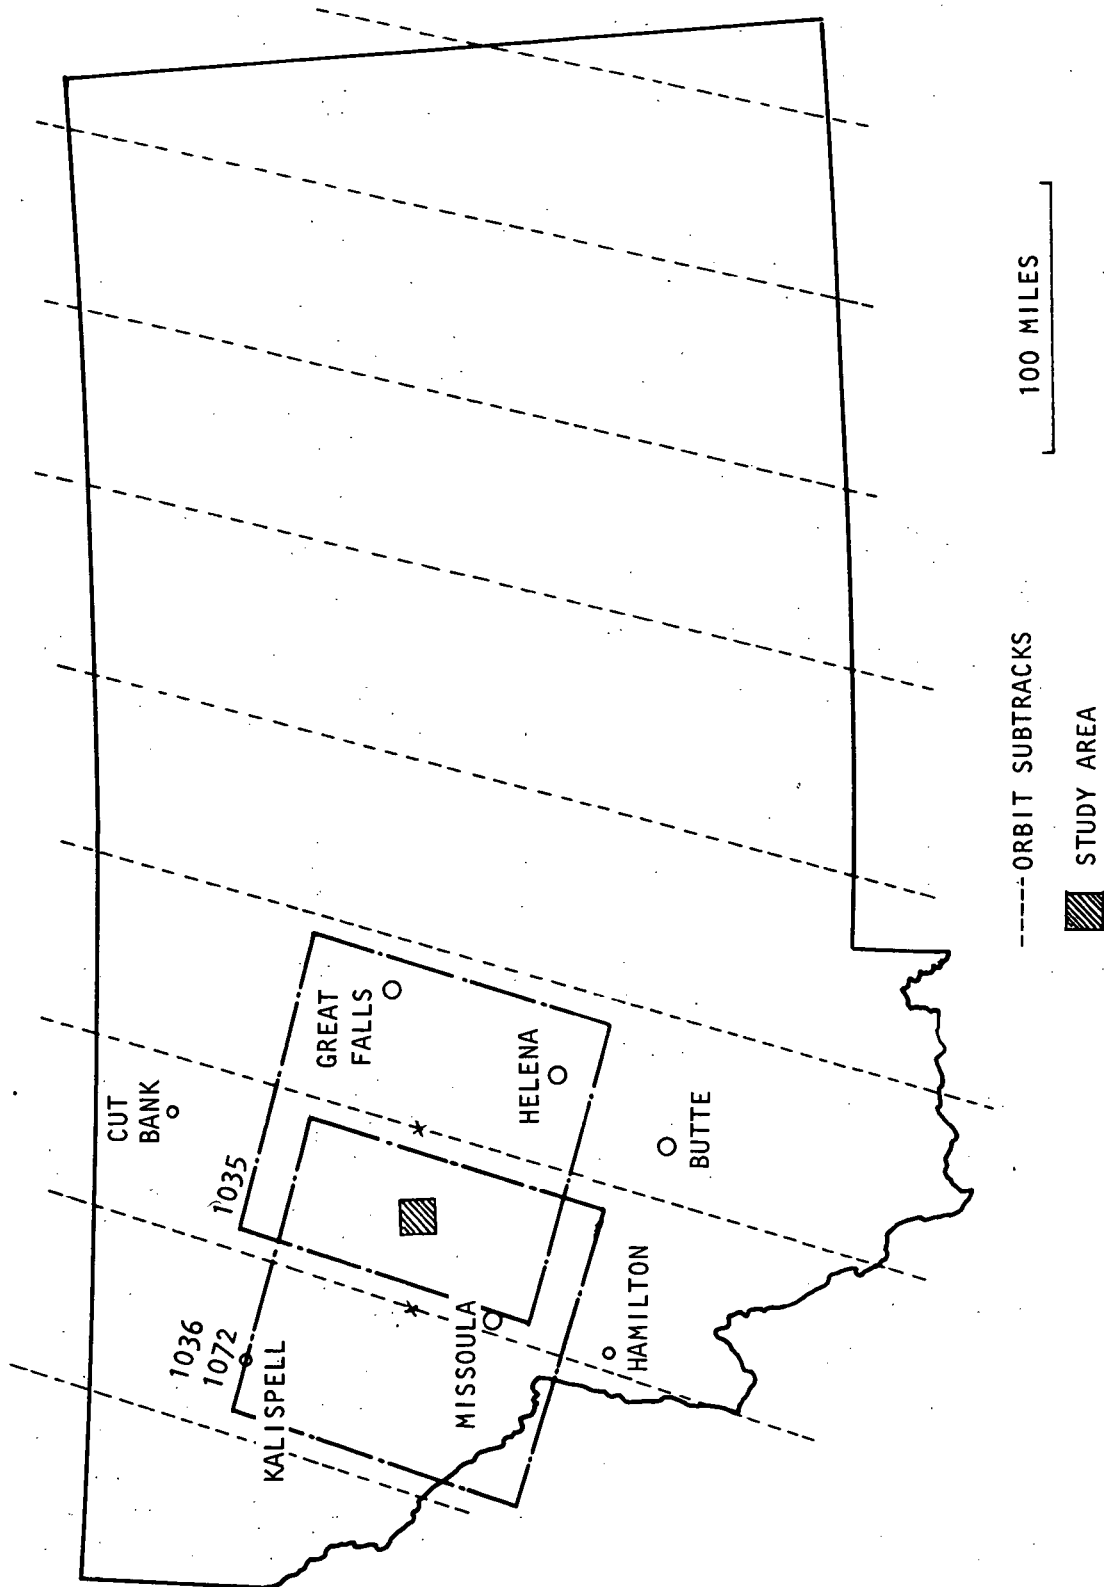 CUT
BANK
1035
1036
1072
KALISPELL
GREAT
FALLS
HELENA
MISSOULA
BUTTE
HAMILTON
100 MILES
ORBIT SUBTRACKS
STUDY AREA